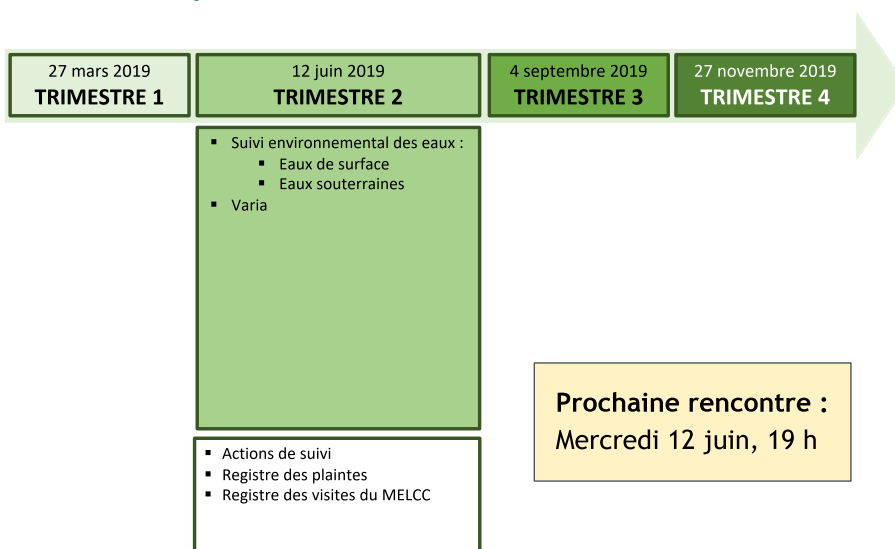 27 mars 2019
TRIMESTRE 1
12 juin 2019
TRIMESTRE 2
4 septembre 2019
TRIMESTRE 3
27 novembre 2019
TRIMESTRE 4
▪ Suivi environnemental des eaux :
▪ Eaux de surface
▪ Eaux souterraines
▪ Varia
▪ Actions de suivi
▪ Registre des plaintes
▪ Registre des visites du MELCC
Prochaine rencontre :
Mercredi 12 juin, 19 h